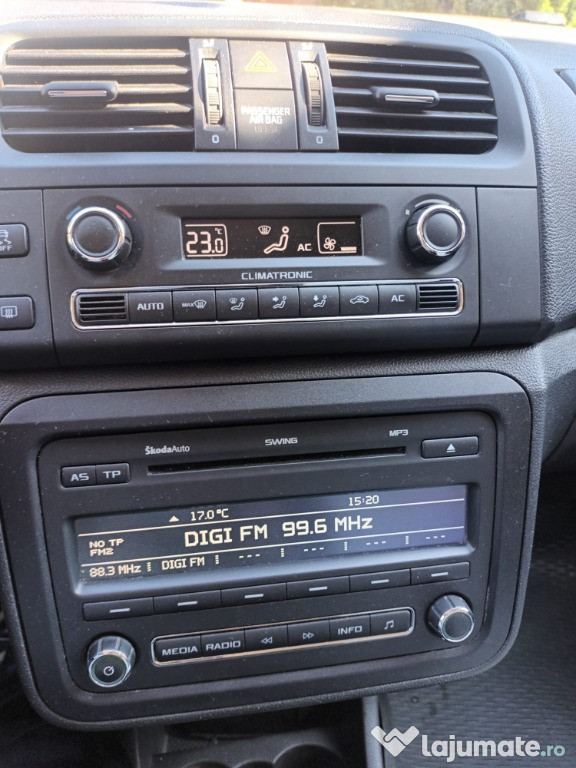 0
PASSENGER
AIR BAG
0
OFF
23.0 °C
AC
CLIMATRONIC
AUTO
MAX
AC
ŠkodaAuto
SWING
MP3
AS
TP
17.0 °C
15:20
NO TP
FM2
DIGI FM 99.6 MHz
88.3 MHz
DIGI FM
---
---
---
---
MEDIA
RADIO
INFO
lajumate.ro